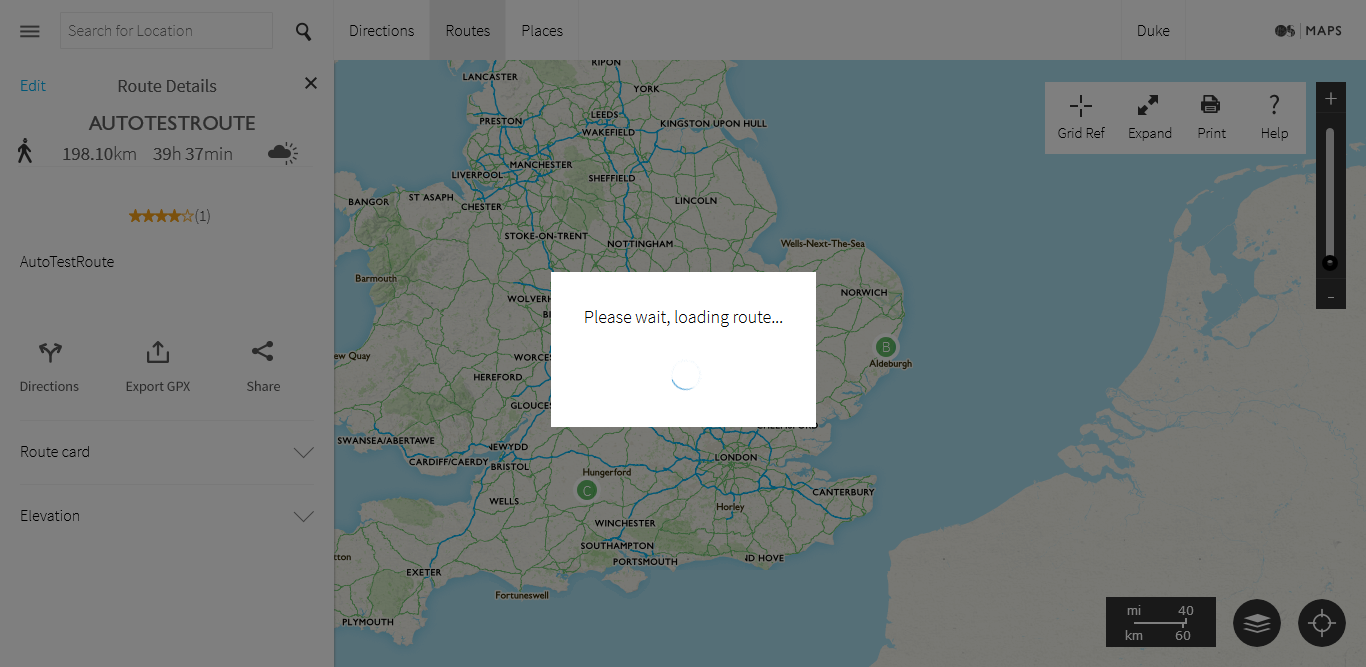 Search for Location
Directions
Routes
Places
Duke
OS MAPS
Edit
Route Details
AUTOTESTROUTE
198.10km 39h 37min
(1)
AutoTestRoute
Directions
Export GPX
Share
Route card
Elevation
Grid Ref
Expand
Print
Help
+
-
RIPON
LANCASTER
YORK
LEEDS
PRESTON
KINGSTON UPON HULL
WAKEFIELD
MANCHESTER
LIVERPOOL
SHEFFIELD
BANGOR
ST ASAPH
CHESTER
LINCOLN
STOKE-ON-TRENT
NOTTINGHAM
Wells-Next-The-Sea
Barmouth
WOLVERH
NORWICH
B
Please wait, loading route...
ew Quay
WORCES
Aldeburgh
HEREFORD
GLOUCES
CHELMSFORD
SWANSEA/ABERTAWE
NEWYDD
LONDON
CARDIFF/CAERDY
BRISTOL
Hungerford
C
WELLS
CANTERBURY
Horley
WINCHESTER
SOUTHAMPTON
PORTSMOUTH
ND HOVE
tton
EXETER
Fortuneswell
PLYMOUTH
mi 40
km 60